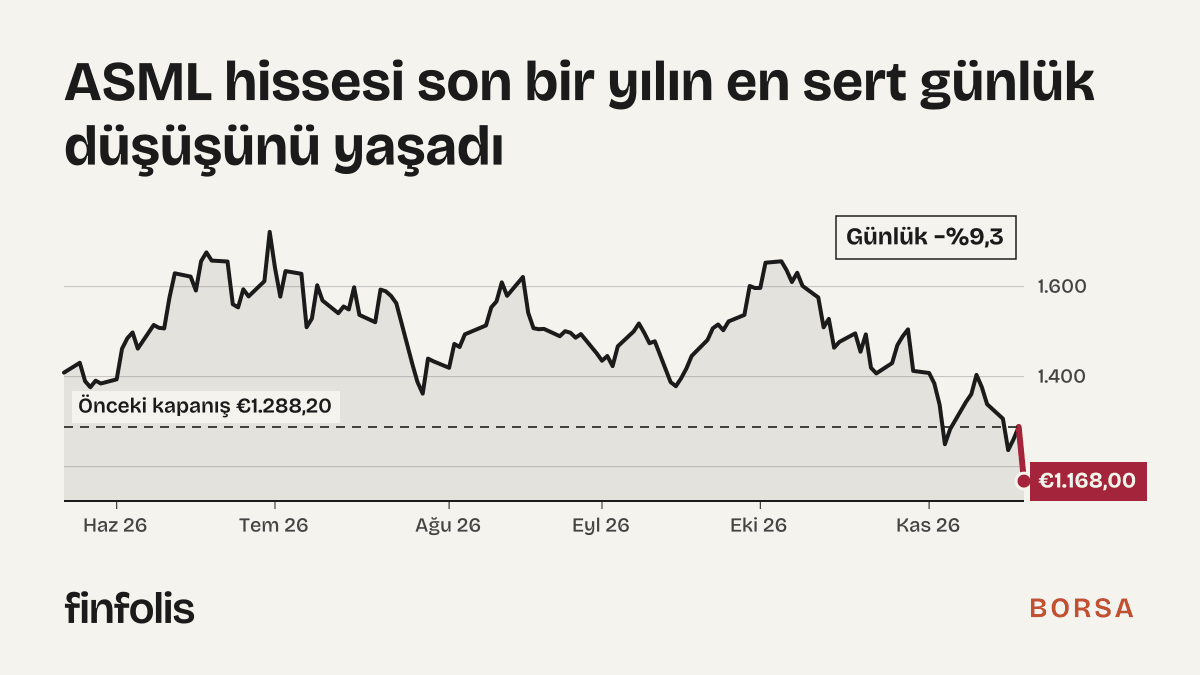 ASML hissesi son bir yılın en sert günlük
düşüşünü yaşadı
Günlük −%9,3
1.600
1.400
Önceki kapanış €1.288,20
€1.168,00
Haz 26
Tem 26
Ağu 26
Eyl 26
Eki 26
Kas 26
finfolis
BORSA